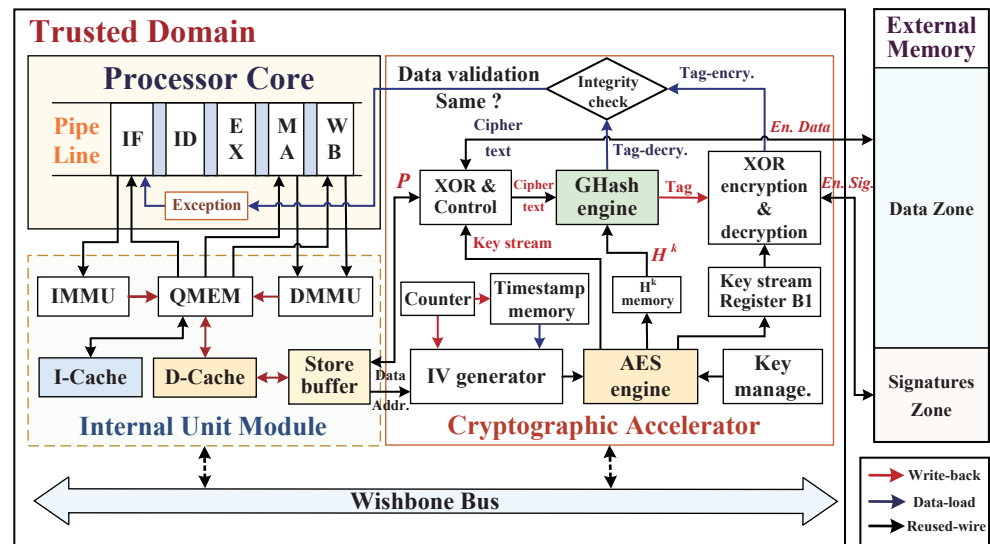 Trusted Domain
External
Memory
Processor Core
Pipe
Line
IF
ID
E
X
M
A
W
B
Exception
Data validation
Same ?
Integrity
check
Tag-encry.
Tag-decry.
Cipher
text
En. Data
P
XOR &
Control
Cipher
text
GHash
engine
Tag
XOR
encryption
&
decryption
En. Sig.
Data Zone
Key stream
H k
IMMU
QMEM
DMMU
Counter
Timestamp
memory
Hk
memory
Key stream
Register B1
I-Cache
D-Cache
Store
buffer
Data
Addr.
IV generator
AES
engine
Key
manage.
Signatures
Zone
Internal Unit Module
Cryptographic Accelerator
Wishbone Bus
Write-back
Data-load
Reused-wire